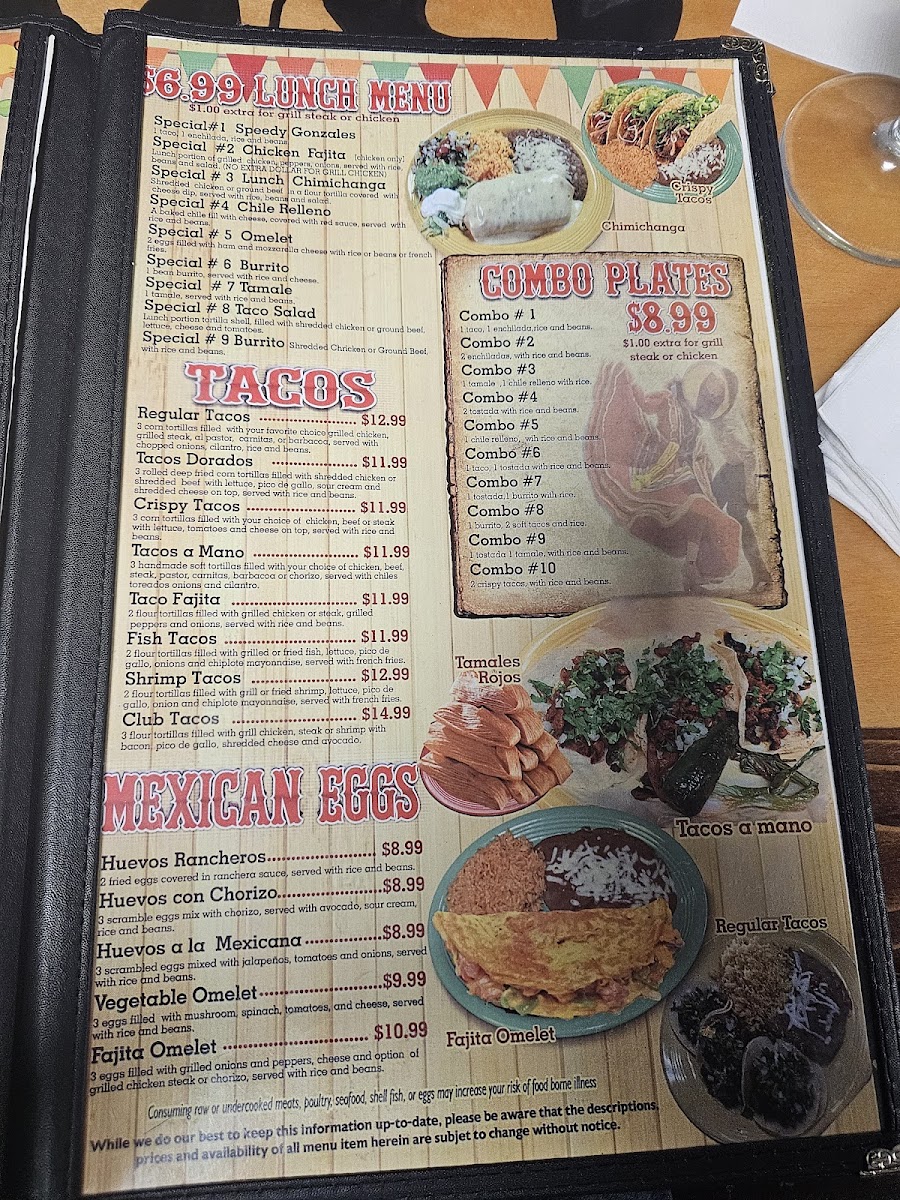 $6.99 LUNCH MENU
$1.00 extra for grill steak or chicken
Special#1 Speedy Gonzales
1 taco, 1 enchilada, rice and beans.
Special #2 Chicken Fajita (chicken only)
Lunch portion of grilled chicken, peppers, onions, served with rice,
beans and salad. (NO EXTRA DOLLAR FOR GRILL CHICKEN)
Special # 3 Lunch Chimichanga
Shredded chicken or ground beef in a flour tortilla covered with
cheese dip, served with rice, beans and salad.
Special #4 Chile Relleno
A baked chile fill with cheese, covered with red sauce, served with
rice and beans.
Special # 5 Omelet
2 eggs filled with ham and mozzarella cheese with rice or beans or french
fries.
Special # 6 Burrito
1 bean burrito, served with rice and cheese.
Special # 7 Tamale
1 tamale, served with rice and beans.
Special # 8 Taco Salad
Lunch portion tortilla shell, filled with shredded chicken or ground beef,
lettuce, cheese and tomatoes.
Special # 9 Burrito Shredded Chricken or Ground Beef,
with rice and beans.
Crispy
Tacos
Chimichanga
TACOS
Regular Tacos ........................ $12.99
3 corn tortillas filled with your favorite choice grilled chicken,
grilled steak, al pastor, carnitas, or barbacoa, served with
chopped onions, cilantro, rice and beans.
Tacos Dorados ..................... $11.99
3 rolled deep fried corn tortillas filled with shredded chicken or
shredded beef with lettuce, pico de gallo, sour cream and
shredded cheese on top, served with rice and beans.
Crispy Tacos ........................... $11.99
3 corn tortillas filled with your choice of chicken, beef or steak
with lettuce, tomatoes and cheese on top, served with rice and
beans.
Tacos a Mano .......................... $11.99
3 handmade soft tortillas filled with your choice of chicken, beef,
steak, pastor, carnitas, barbacoa or chorizo, served with chiles
toreados onions and cilantro.
Taco Fajita ............................... $11.99
2 flour tortillas filled with grilled chicken or steak, grilled
peppers and onions, served with rice and beans.
Fish Tacos ................................. $11.99
2 flour tortillas filled with grilled or fried fish, lettuce, pico de
gallo, onions and chiplote mayonnaise, served with french fries.
Shrimp Tacos .......................... $12.99
2 flour tortillas filled with grill or fried shrimp, lettuce, pico de
gallo, onion and chiplote mayonnaise, served with french fries.
Club Tacos ................................ $14.99
3 flour tortillas filled with grill chicken, steak or shrimp with
bacon, pico de gallo, shredded cheese and avocado.
COMBO PLATES
$8.99
$1.00 extra for grill
steak or chicken
Combo # 1
1 taco, 1 enchilada,rice and beans.
Combo #2
2 enchiladas, with rice and beans.
Combo #3
1 tamale ,1 chile relleno with rice.
Combo #4
2 tostada with rice and beans.
Combo #5
1 chile relleno, wih rice and beans.
Combo #6
1 taco, 1 tostada with rice and beans.
Combo #7
1 tostada,1 burrito wilh rice.
Combo #8
1 burrito, 2 soft tacos and rice.
Combo #9
1 tostada 1 tamale, with rice and beans.
Combo #10
2 crispy tacos, with rice and beans.
Tamales
Rojos
Tacos a mano
MEXICAN EGGS
Huevos Rancheros........................ $8.99
2 fried eggs covered in ranchera sauce, served with rice and beans.
Huevos con Chorizo.......................$8.99
3 scramble eggs mix with chorizo, served with avocado, sour cream,
rice and beans.
Huevos a la Mexicana.................$8.99
3 scrambled eggs mixed with jalapeños, tomatoes and onions, served
with rice and beans.
Vegetable Omelet..........................$9.99
3 eggs filled with mushroom, spinach, tomatoes, and cheese, served
with rice and beans.
Fajita Omelet ............................... $10.99
3 eggs filled with grilled onions and peppers, cheese and option of
grilled chicken steak or chorizo, served with rice and beans.
Fajita Omelet
Regular Tacos
Consuming raw or undercooked meats, poultry, seafood, shell fish, or eggs may increase your risk of food borne illness
While we do our best to keep this information up-to-date, please be aware that the descriptions,
prices and availability of all menu item herein are subjet to change without notice.